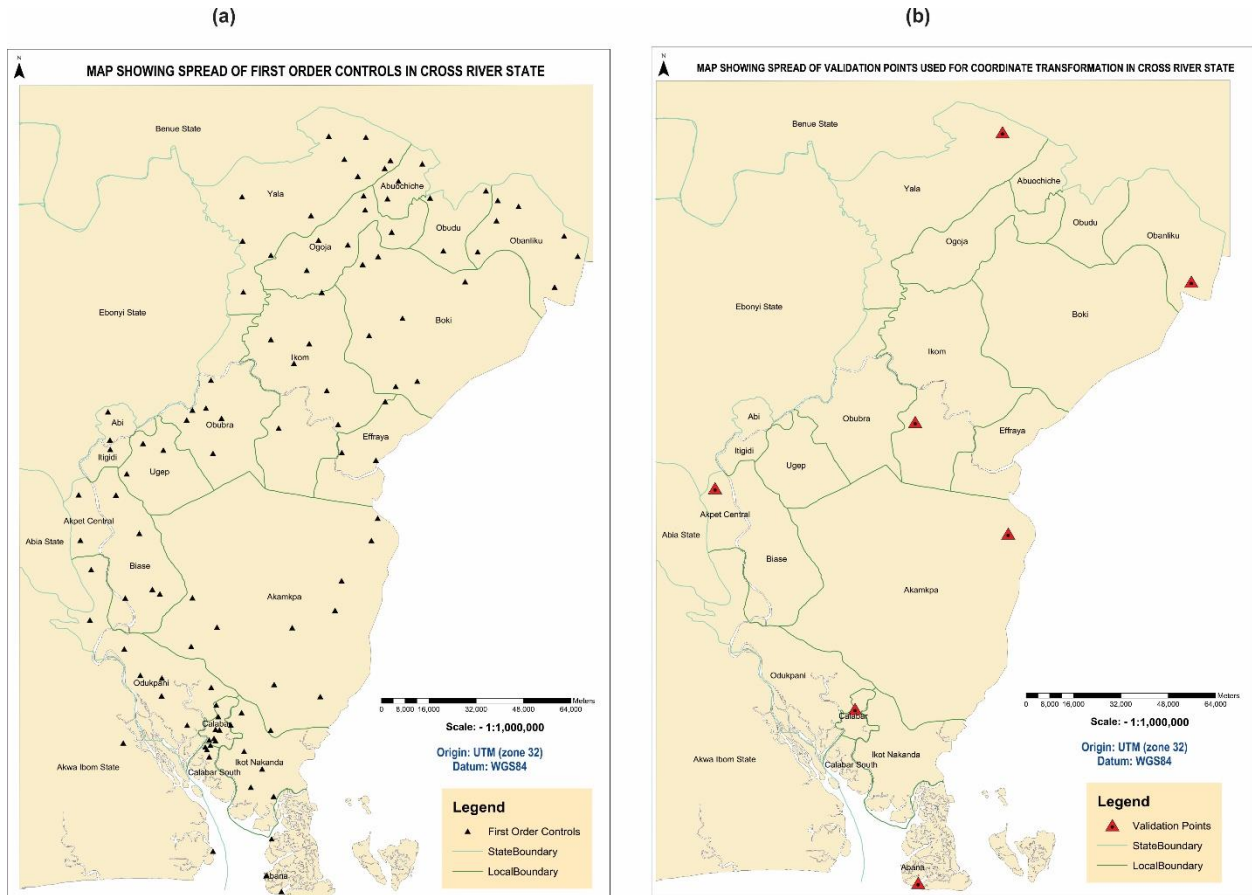 (a)
N
MAP SHOWING SPREAD OF FIRST ORDER CONTROLS IN CROSS RIVER STATE
Benue State
Yala
Abuochiche
Obudu
Obanliku
Ogoja
Ebonyi State
Boki
Ikom
Abi
Obubra
Effraya
Itigidi
Ugep
Akpet Central
Abia State
Biase
Akamkpa
Odukpani
Calabar
Akwa Ibom State
Ikot Nakanda
Calabar South
Abana
Meters
0 8,000 16,000 32,000 48,000 64,000
Scale: - 1:1,000,000
Origin: UTM (zone 32)
Datum: WGS84
Legend
First Order Controls
StateBoundary
LocalBoundary
(b)
N
MAP SHOWING SPREAD OF VALIDATION POINTS USED FOR COORDINATE TRANSFORMATION IN CROSS RIVER STATE
Benue State
Yala
Abuochiche
Obudu
Obanliku
Ogoja
Ebonyi State
Boki
Ikom
Abi
Obubra
Effraya
Itigidi
Ugep
Akpet Central
Abia State
Biase
Akamkpa
Odukpani
Calabar
Akwa Ibom State
Ikot Nakanda
Calabar South
Abana
Meters
0 8,000 16,000 32,000 48,000 64,000
Scale: - 1:1,000,000
Origin: UTM (zone 32)
Datum: WGS84
Legend
Validation Points
StateBoundary
LocalBoundary